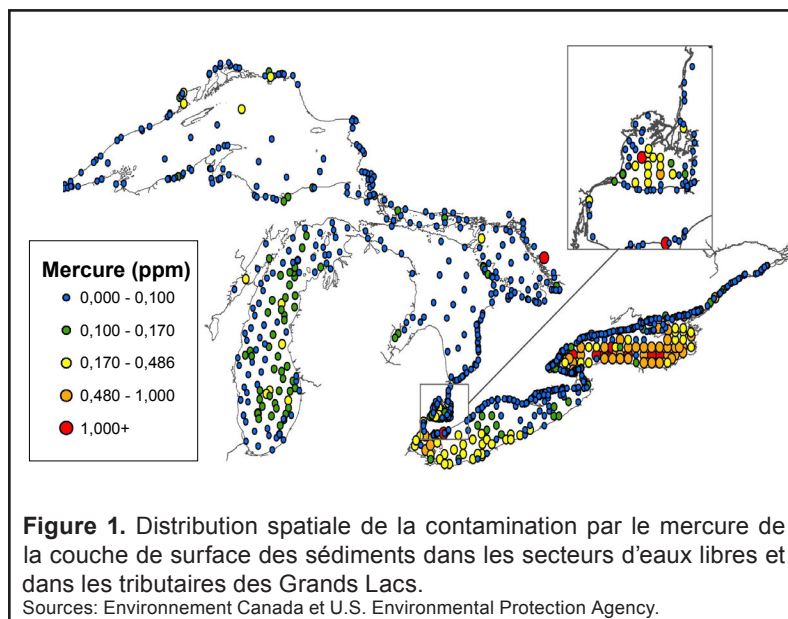 Mercure (ppm)
0,000 - 0,100
0,100 - 0,170
0,170 - 0,486
0,480 - 1,000
1,000+
Figure 1. Distribution spatiale de la contamination par le mercure de
la couche de surface des sédiments dans les secteurs d'eaux libres et
dans les tributaires des Grands Lacs.
Sources: Environnement Canada et U.S. Environmental Protection Agency.